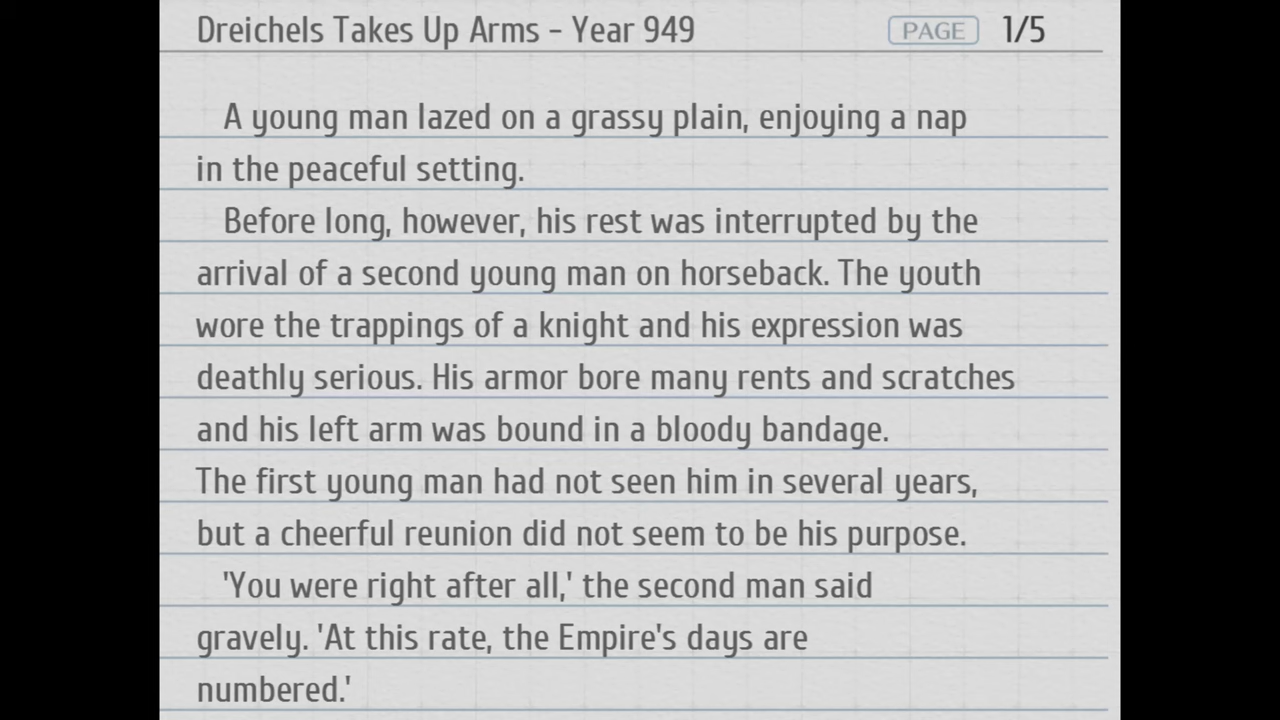 Dreichels Takes Up Arms - Year 949 PAGE 1/5
A young man lazed on a grassy plain, enjoying a nap
in the peaceful setting.
Before long, however, his rest was interrupted by the
arrival of a second young man on horseback. The youth
wore the trappings of a knight and his expression was
deathly serious. His armor bore many rents and scratches
and his left arm was bound in a bloody bandage.
The first young man had not seen him in several years,
but a cheerful reunion did not seem to be his purpose.
'You were right after all,' the second man said
gravely. 'At this rate, the Empire's days are
numbered.'